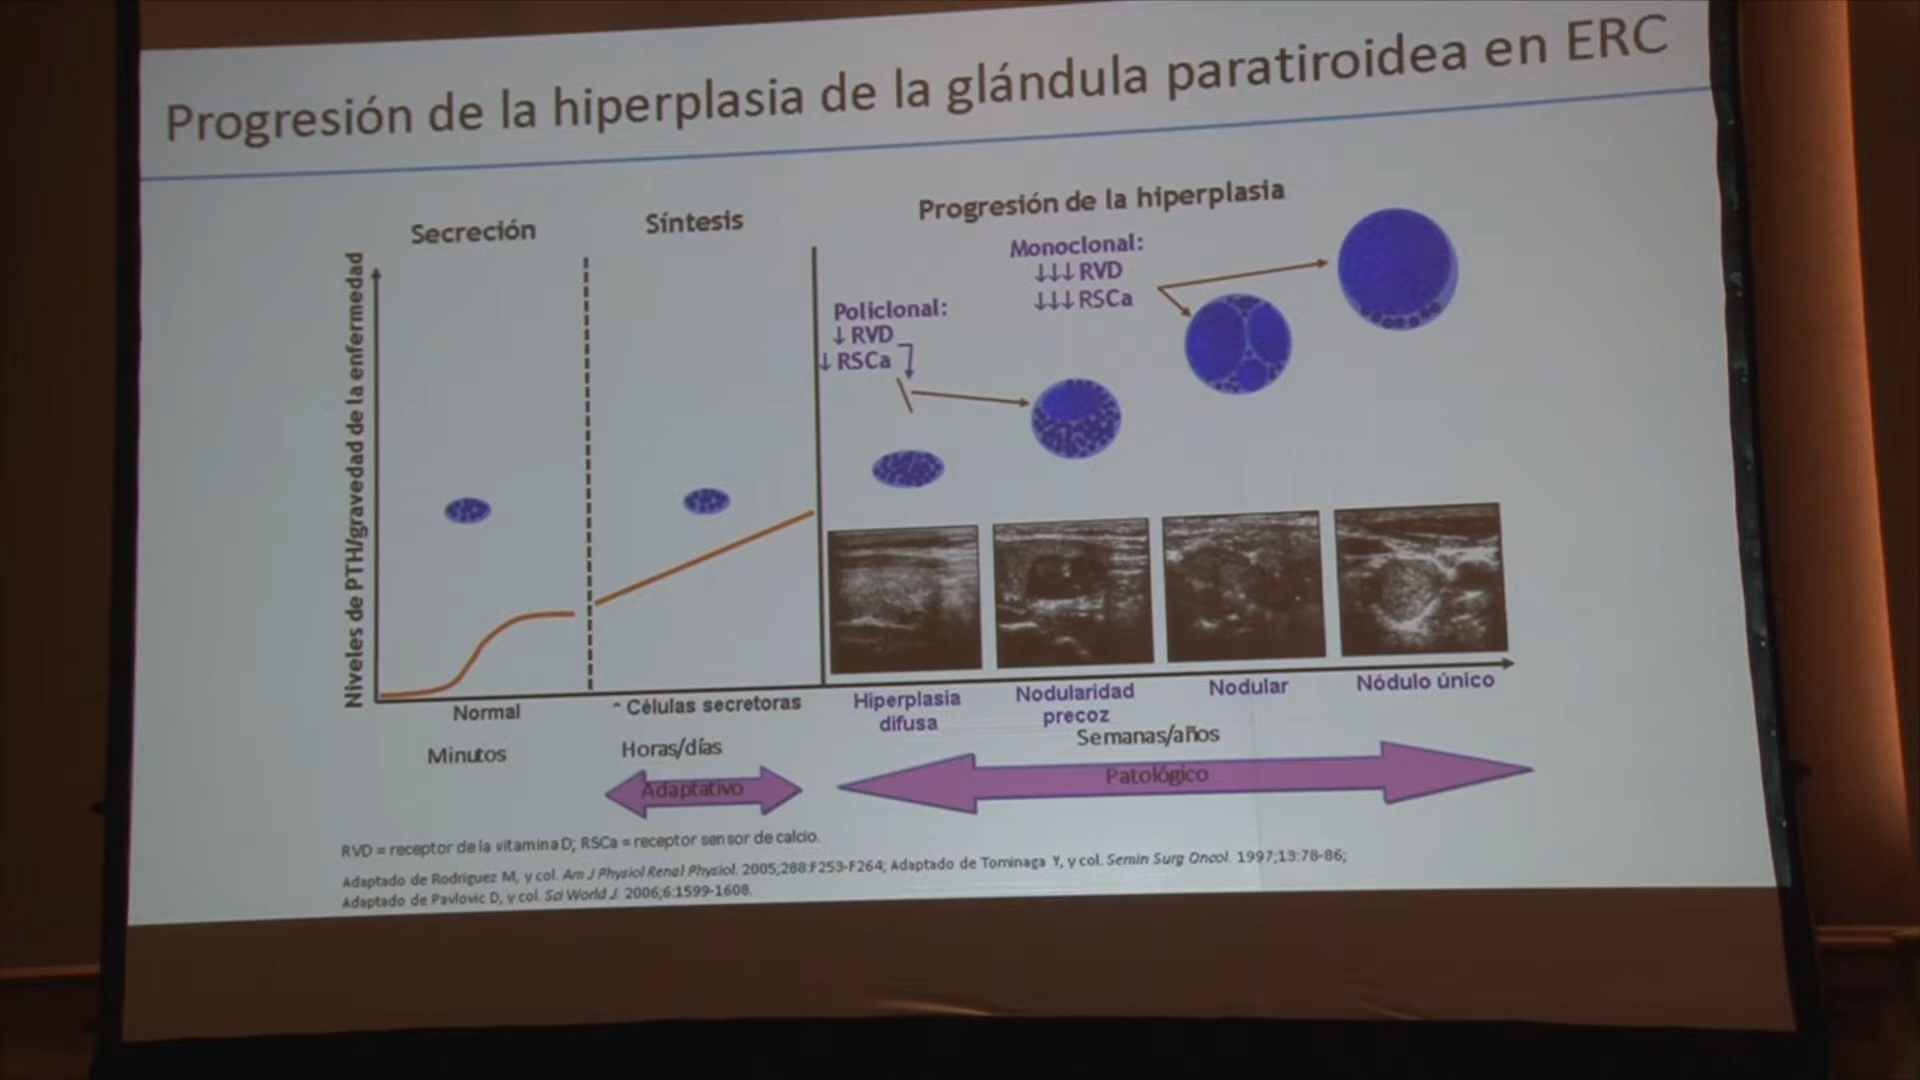 Progresión de la hiperplasia de la glándula paratiroidea en ERC
Secreción
Síntesis
Progresión de la hiperplasia
Niveles de PTH/gravedad de la enfermedad
Policlonal:
↓ RVD
↓ RSCa
Monoclonal:
↓↓↓ RVD
↓↓↓ RSCa
Normal
Minutos
Células secretoras
Horas/días
Adaptativo
Hiperplasia
difusa
Nodularidad
precoz
Nodular
Nódulo único
Semanas/años
Patológico
RVD = receptor de la vitamina D; RSCa = receptor sensor de calcio.
Adaptado de Rodriguez M, y col. Am J Physiol Renal Physiol. 2005;288:F253-F264; Adaptado de Tominaga Y, y col. Semin Surg Oncol. 1997;13:78-86;
Adaptado de Pavlovic D, y col. Sci World J. 2006;6:1599-1608.